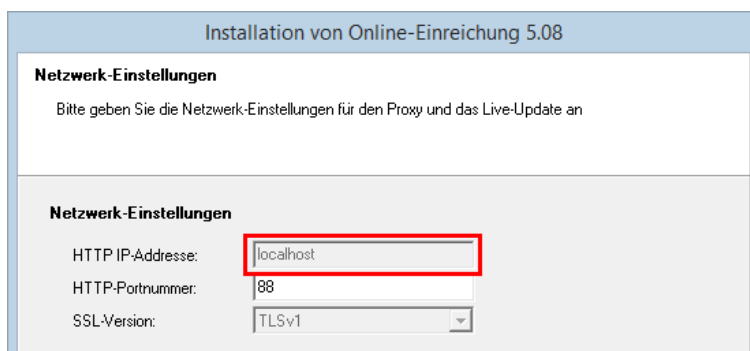 Installation von Online-Einreichung 5.08
Netzwerk-Einstellungen
Bitte geben Sie die Netzwerk-Einstellungen für den Proxy und das Live-Update an
Netzwerk-Einstellungen
HTTP IP-Addresse: localhost
HTTP-Portnummer: 88
SSL-Version: TLSv1